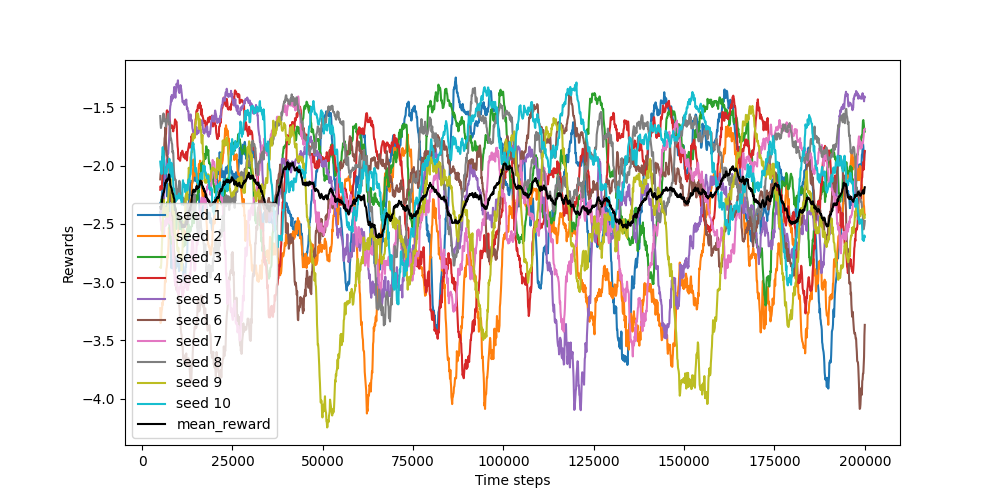 −1.5
−2.0
−2.5
−3.0
−3.5
−4.0
Rewards
seed 1
seed 2
seed 3
seed 4
seed 5
seed 6
seed 7
seed 8
seed 9
seed 10
mean_reward
0 25000 50000 75000 100000 125000 150000 175000 200000
Time steps